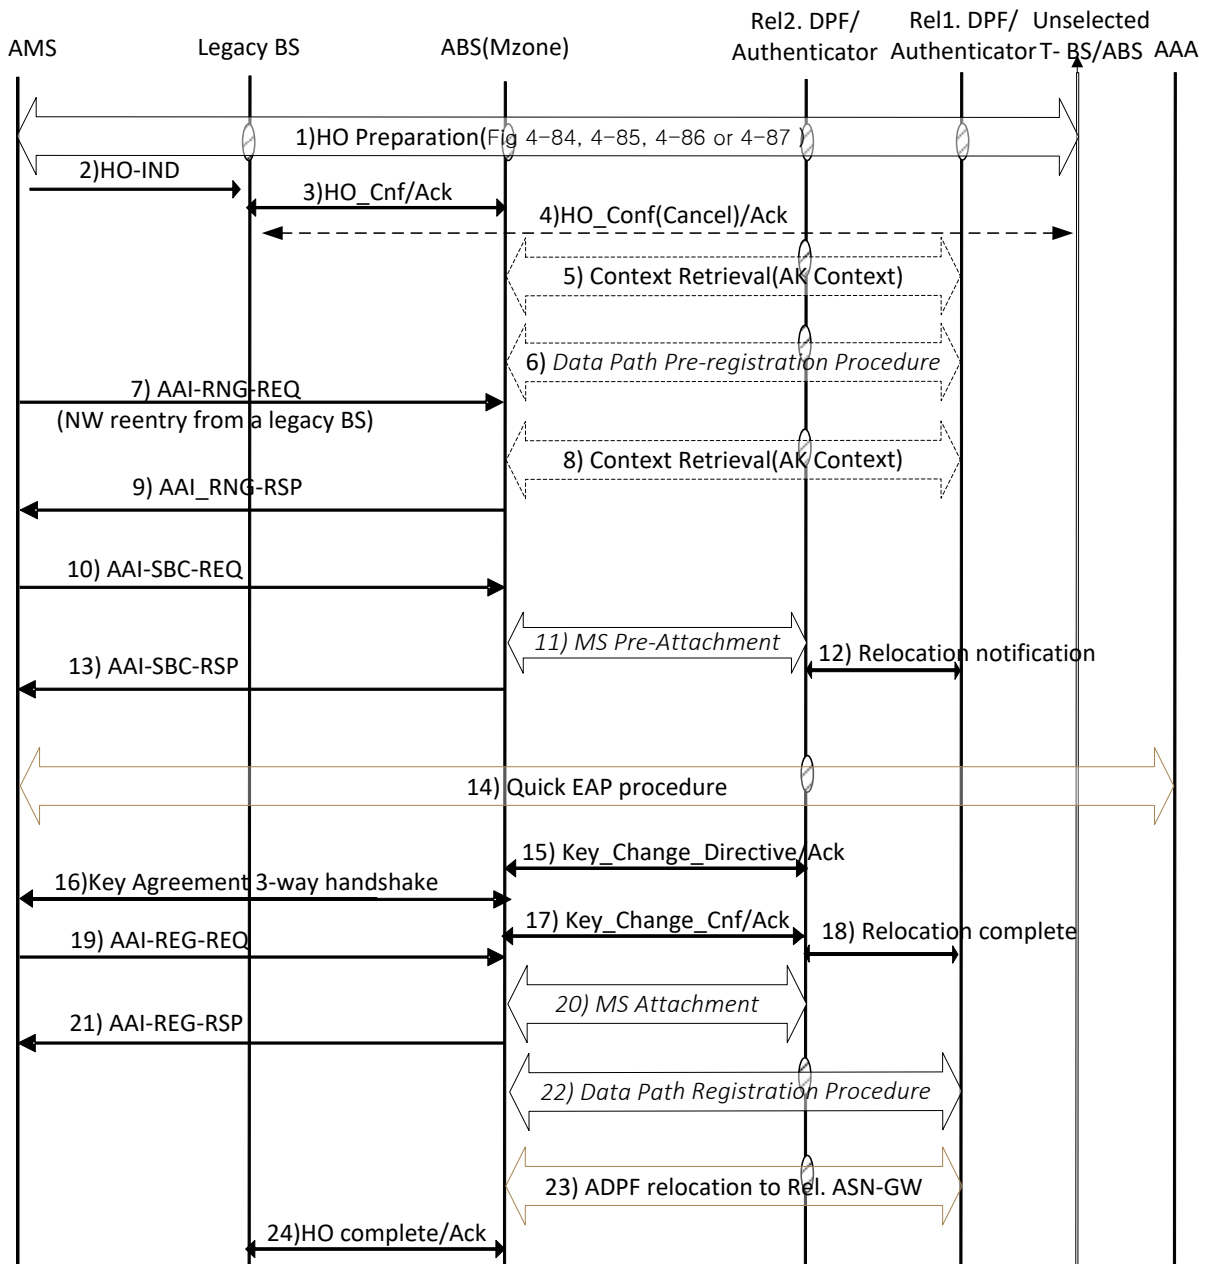 Rel2. DPF/
Rel1. DPF/
Unselected
AMS
Legacy BS
ABS(Mzone)
Authenticator
Authenticator
T- BS/ABS
AAA
1)HO Preparation(Fig 4-84, 4-85, 4-86 or 4-87 )
2)HO-IND
3)HO_Cnf/Ack
4)HO_Conf(Cancel)/Ack
5) Context Retrieval(AK Context)
6) Data Path Pre-registration Procedure
7) AAI-RNG-REQ
(NW reentry from a legacy BS)
8) Context Retrieval(AK Context)
9) AAI_RNG-RSP
10) AAI-SBC-REQ
11) MS Pre-Attachment
12) Relocation notification
13) AAI-SBC-RSP
14) Quick EAP procedure
15) Key_Change_Directive/Ack
16)Key Agreement 3-way handshake
17) Key_Change_Cnf/Ack
18) Relocation complete
19) AAI-REG-REQ
20) MS Attachment
21) AAI-REG-RSP
22) Data Path Registration Procedure
23) ADPF relocation to Rel. ASN-GW
24)HO complete/Ack